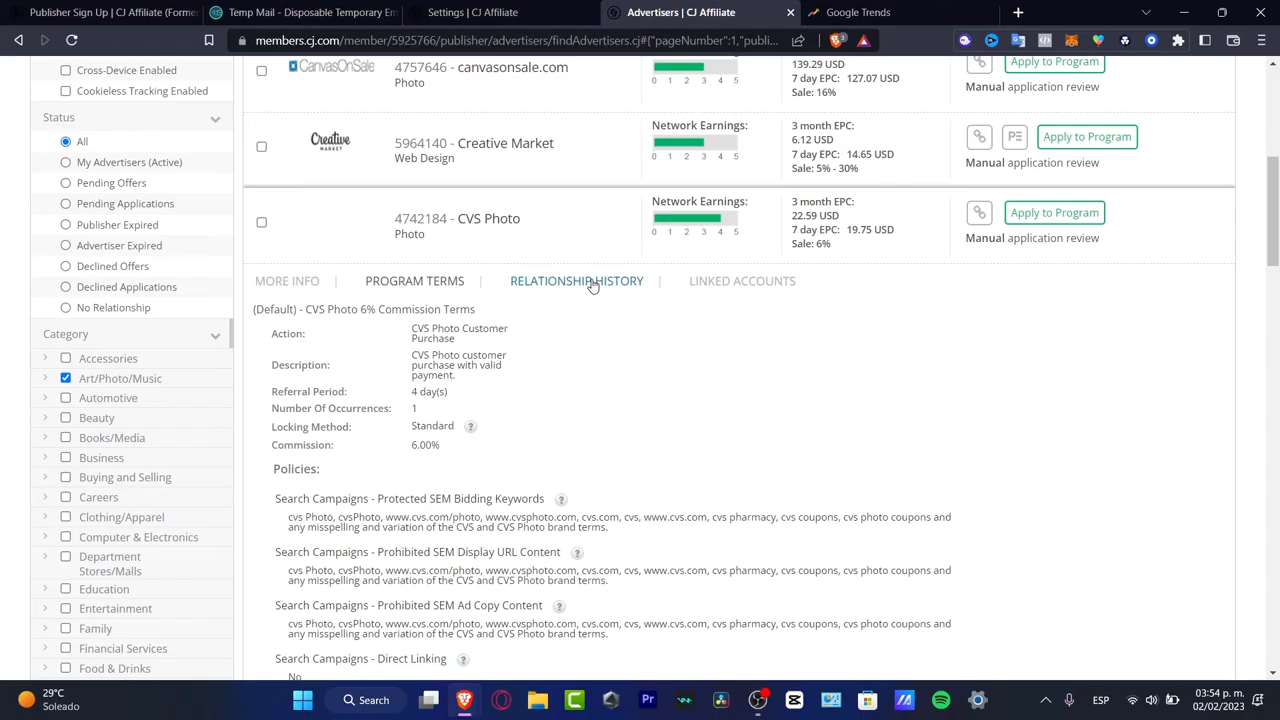 Publisher Sign Up | CJ Affiliate (Former
Temp Mail - Disposable Temporary Em
Settings | CJ Affiliate
Advertisers | CJ Affiliate
Google Trends
members.cj.com/member/5925766/publisher/advertisers/findAdvertisers.cj#{"pageNumber":1,"publi...
3
Cross-Device Enabled
Cookieless Tracking Enabled
Status
All
My Advertisers (Active)
Pending Offers
Pending Applications
Publisher Expired
Advertiser Expired
Declined Offers
Declined Applications
No Relationship
Category
Accessories
Art/Photo/Music
Automotive
Beauty
Books/Media
Business
Buying and Selling
Careers
Clothing/Apparel
Computer & Electronics
Department
Stores/Malls
Education
Entertainment
Family
Financial Services
Food & Drinks
CanvasOnSale
4757646 - canvasonsale.com
Photo
0 1 2 3 4 5
139.29 USD
7 day EPC: 127.07 USD
Sale: 16%
Apply to Program
Manual application review
Creative
MARKET
5964140 - Creative Market
Web Design
Network Earnings:
0 1 2 3 4 5
3 month EPC:
6.12 USD
7 day EPC: 14.65 USD
Sale: 5% - 30%
Apply to Program
Manual application review
4742184 - CVS Photo
Photo
Network Earnings:
0 1 2 3 4 5
3 month EPC:
22.59 USD
7 day EPC: 19.75 USD
Sale: 6%
Apply to Program
Manual application review
MORE INFO | PROGRAM TERMS | RELATIONSHIP HISTORY | LINKED ACCOUNTS
(Default) - CVS Photo 6% Commission Terms
Action: CVS Photo Customer
Purchase
Description: CVS Photo customer
purchase with valid
payment.
Referral Period: 4 day(s)
Number Of Occurrences: 1
Locking Method: Standard ?
Commission: 6.00%
Policies:
Search Campaigns - Protected SEM Bidding Keywords ?
cvs Photo, cvsPhoto, www.cvs.com/photo, www.cvsphoto.com, cvs.com, cvs, www.cvs.com, cvs pharmacy, cvs coupons, cvs photo coupons and
any misspelling and variation of the CVS and CVS Photo brand terms.
Search Campaigns - Prohibited SEM Display URL Content ?
cvs Photo, cvsPhoto, www.cvs.com/photo, www.cvsphoto.com, cvs.com, cvs, www.cvs.com, cvs pharmacy, cvs coupons, cvs photo coupons and
any misspelling and variation of the CVS and CVS Photo brand terms.
Search Campaigns - Prohibited SEM Ad Copy Content ?
cvs Photo, cvsPhoto, www.cvs.com/photo, www.cvsphoto.com, cvs.com, cvs, www.cvs.com, cvs pharmacy, cvs coupons, cvs photo coupons and
any misspelling and variation of the CVS and CVS Photo brand terms.
Search Campaigns - Direct Linking ?
No
29°C
Soleado
Search
Pr
ESP
03:54 p. m.
02/02/2023